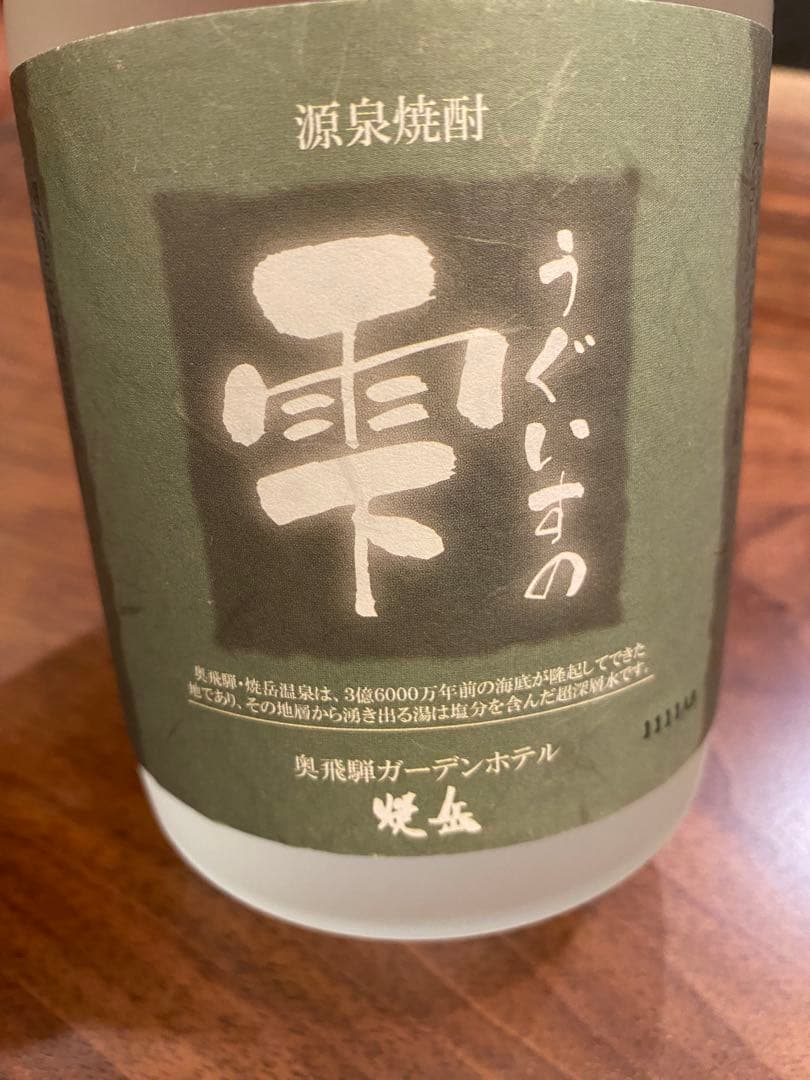 源泉焼酎
うぐいすの
雫
奥飛騨・焼岳温泉は、3億6000万年前の海底が隆起してできた
地であり、その地層から湧き出る湯は塩分を含んだ超深層水です。
奥飛騨ガーデンホテル
焼岳